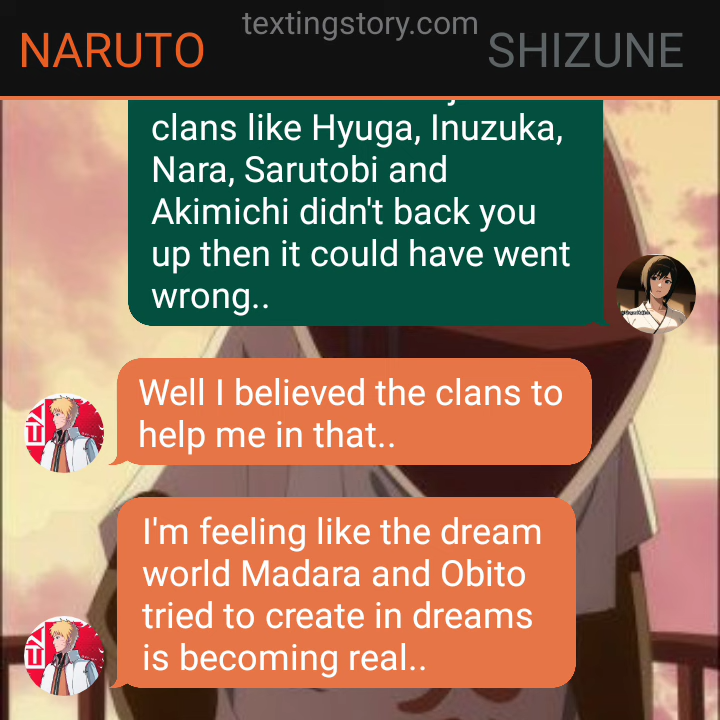 textingstory.com
NARUTO
SHIZUNE
clans like Hyuga, Inuzuka,
Nara, Sarutobi and
Akimichi didn't back you
up then it could have went
wrong..
Well I believed the clans to
help me in that..
I'm feeling like the dream
world Madara and Obito
tried to create in dreams
is becoming real..